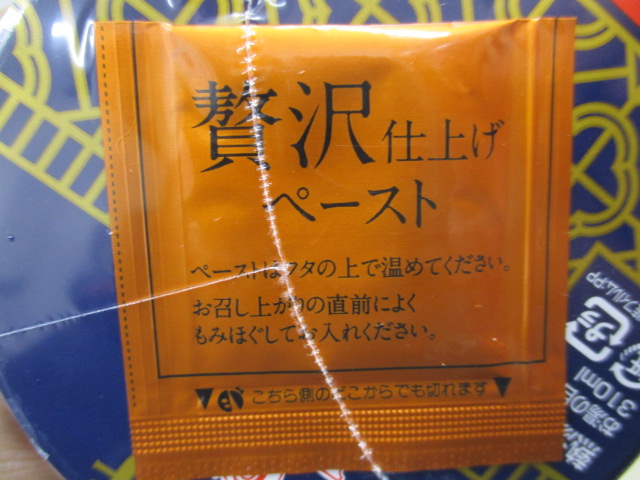 贅沢仕上げ
ペースト
ペーストはフタの上で温めてください。
お召し上がりの直前によく
もみほぐしてお入れください。
こちら側のどこからでも切れます
310ml